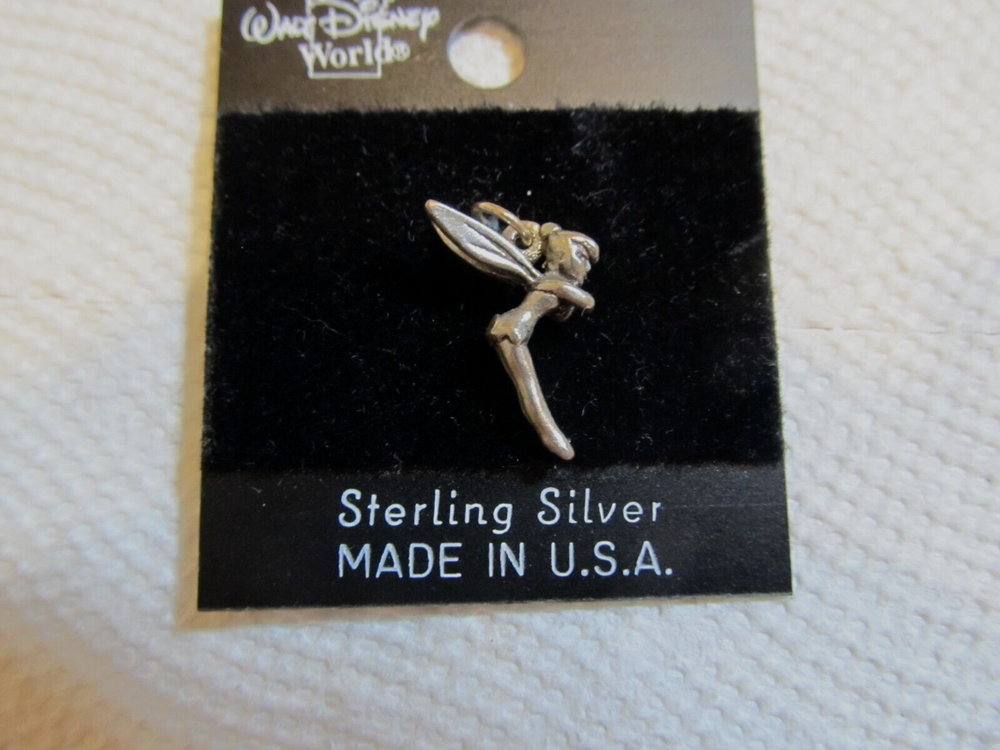 Walt Disney
World®
Sterling Silver
MADE IN U.S.A.